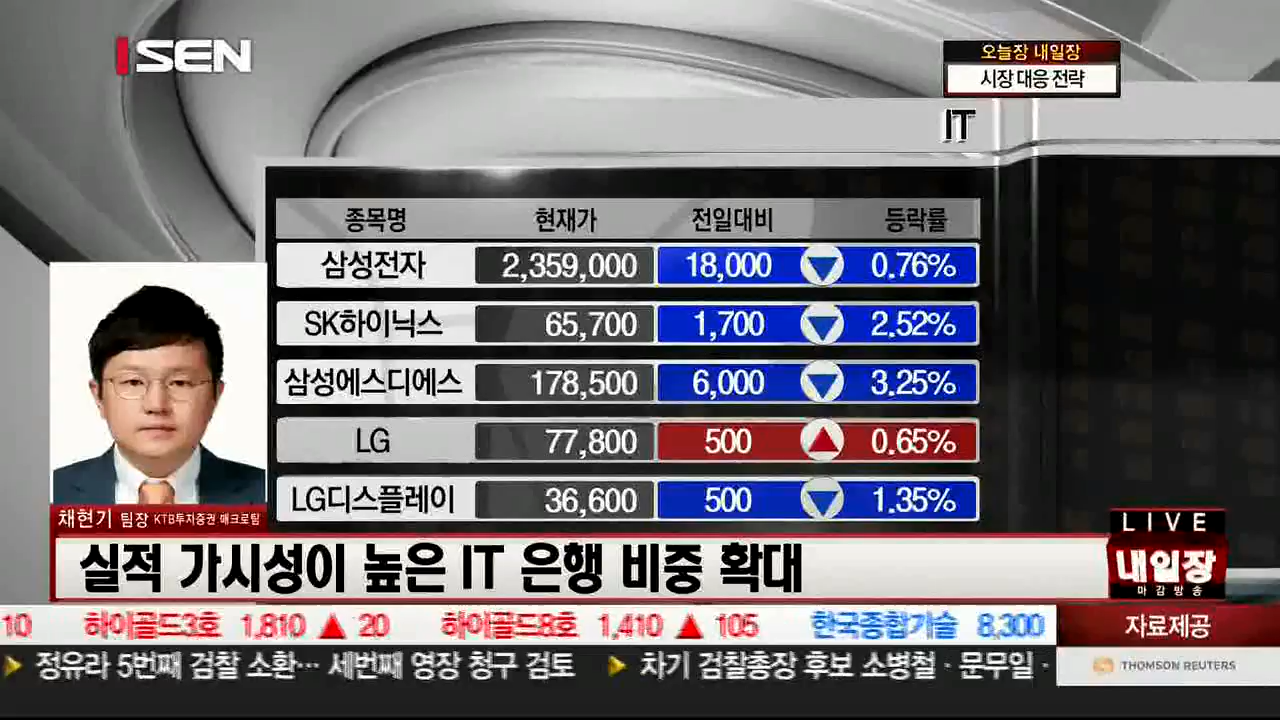 SEN
오늘장 내일장
시장 대응 전략
IT
종목명 현재가 전일대비 등락률
삼성전자 2,359,000 18,000 ▼ 0.76%
SK하이닉스 65,700 1,700 ▼ 2.52%
삼성에스디에스 178,500 6,000 ▼ 3.25%
LG 77,800 500 ▲ 0.65%
LG디스플레이 36,600 500 ▼ 1.35%
채현기 팀장 KTB투자증권 매크로팀
실적 가시성이 높은 IT 은행 비중 확대
LIVE
내일장
마감방송
10 하이골드3호 1,810 ▲ 20 하이골드8호 1,410 ▲ 105 한국종합기술 8,300
자료제공
정유라 5번째 검찰 소환… 세번째 영장 청구 검토 차기 검찰총장 후보 소병철·문무일·
THOMSON REUTERS